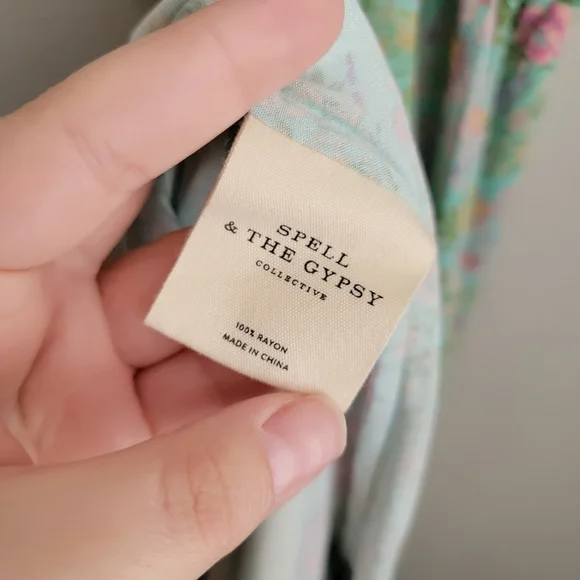 SPELL
& THE GYPSY
COLLECTIVE
100% RAYON
MADE IN CHINA